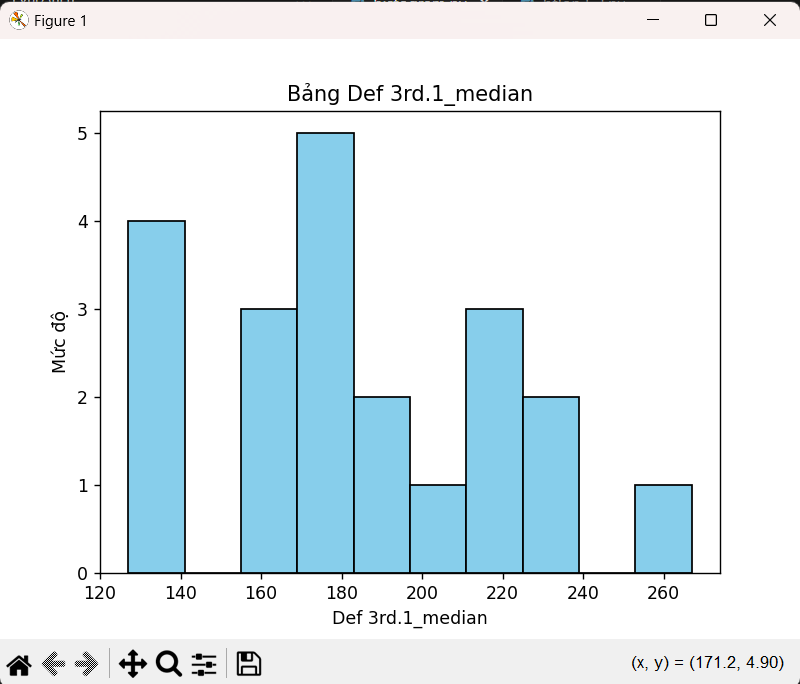 Figure 1
Bảng Def 3rd.1_median
5
4
3
2
1
0
Mức độ
120 140 160 180 200 220 240 260
Def 3rd.1_median
(x, y) = (171.2, 4.90)